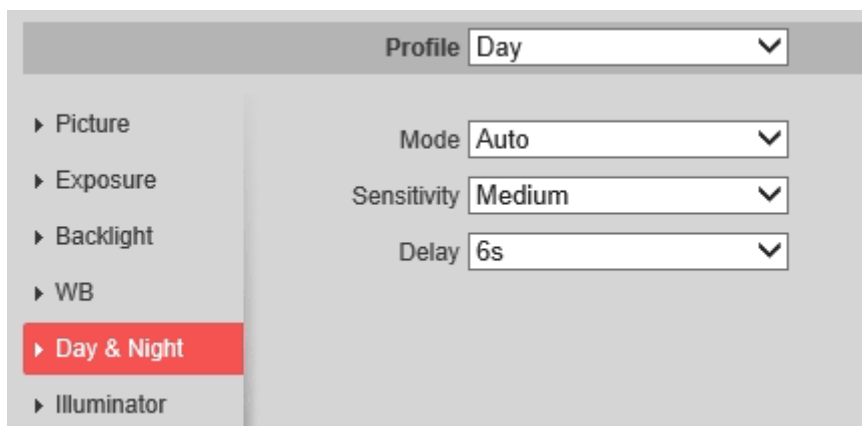 Profile Day
Picture
Mode Auto
Exposure
Sensitivity Medium
Backlight
Delay 6s
WB
Day & Night
Illuminator